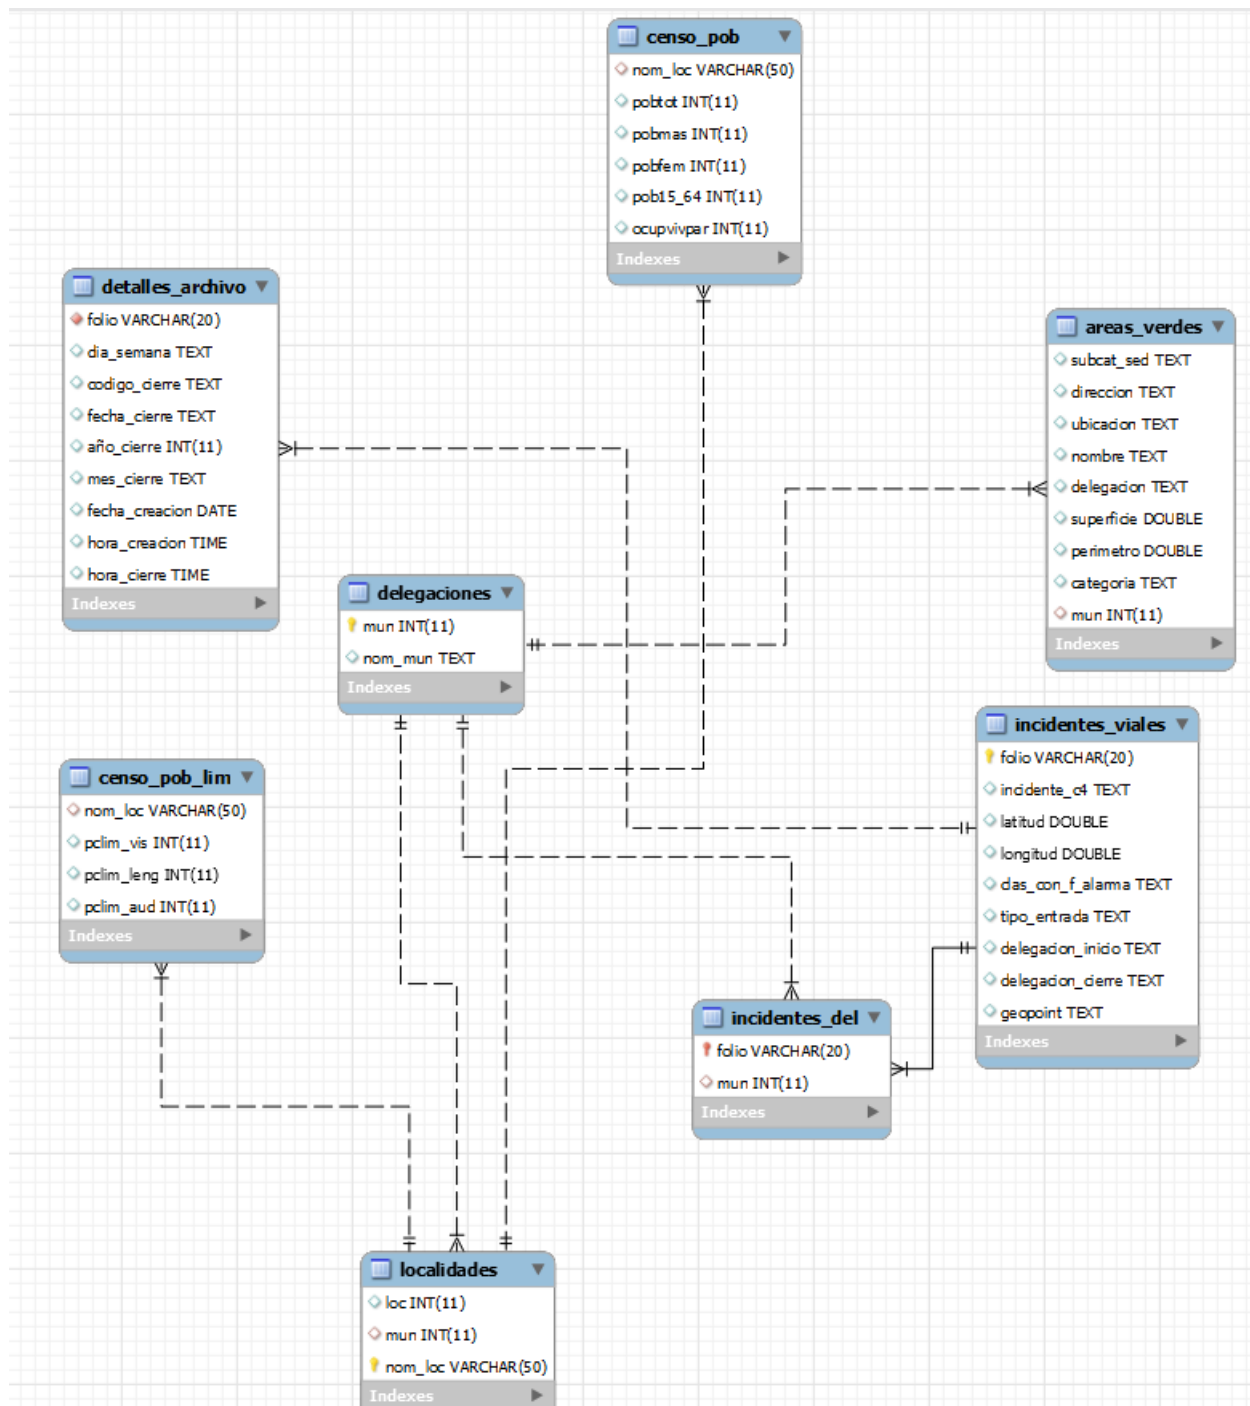 censo_pob
nom_loc VARCHAR(50)
pobtot INT(11)
pobmas INT(11)
pobfem INT(11)
pob15_64 INT(11)
ocupvivpar INT(11)
Indexes
detalles_archivo
folio VARCHAR(20)
dia_semana TEXT
codigo_cierre TEXT
fecha_cierre TEXT
año_cierre INT(11)
mes_cierre TEXT
fecha_creacion DATE
hora_creacion TIME
hora_cierre TIME
Indexes
areas_verdes
subcat_sed TEXT
direccion TEXT
ubicacion TEXT
nombre TEXT
delegacion TEXT
superficie DOUBLE
perimetro DOUBLE
categoria TEXT
mun INT(11)
Indexes
delegaciones
mun INT(11)
nom_mun TEXT
Indexes
censo_pob_lim
nom_loc VARCHAR(50)
pclim_vis INT(11)
pclim_leng INT(11)
pclim_aud INT(11)
Indexes
incidentes_viales
folio VARCHAR(20)
incidente_c4 TEXT
latitud DOUBLE
longitud DOUBLE
clas_con_f_alarma TEXT
tipo_entrada TEXT
delegacion_inicio TEXT
delegacion_cierre TEXT
geopoint TEXT
Indexes
incidentes_del
folio VARCHAR(20)
mun INT(11)
Indexes
localidades
loc INT(11)
mun INT(11)
nom_loc VARCHAR(50)
Indexes